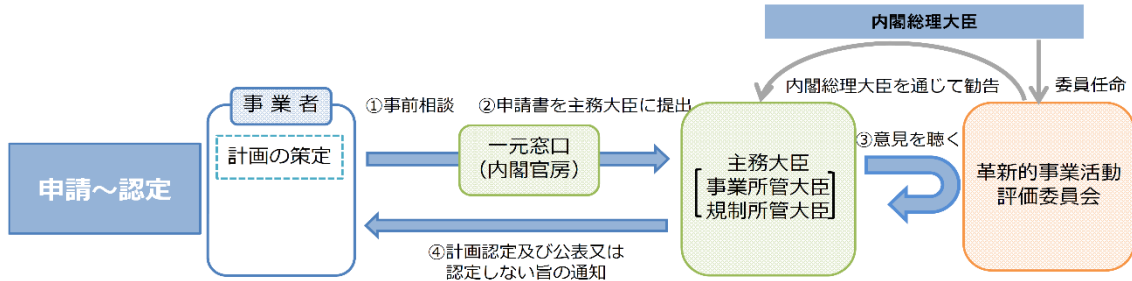 内閣総理大臣
内閣総理大臣を通じて勧告
委員任命
事業者
①事前相談
②申請書を主務大臣に提出
計画の策定
一元窓口
（内閣官房）
③意見を聴く
申請～認定
主務大臣
事業所管大臣
規制所管大臣
革新的事業活動
評価委員会
④計画認定及び公表又は
認定しない旨の通知